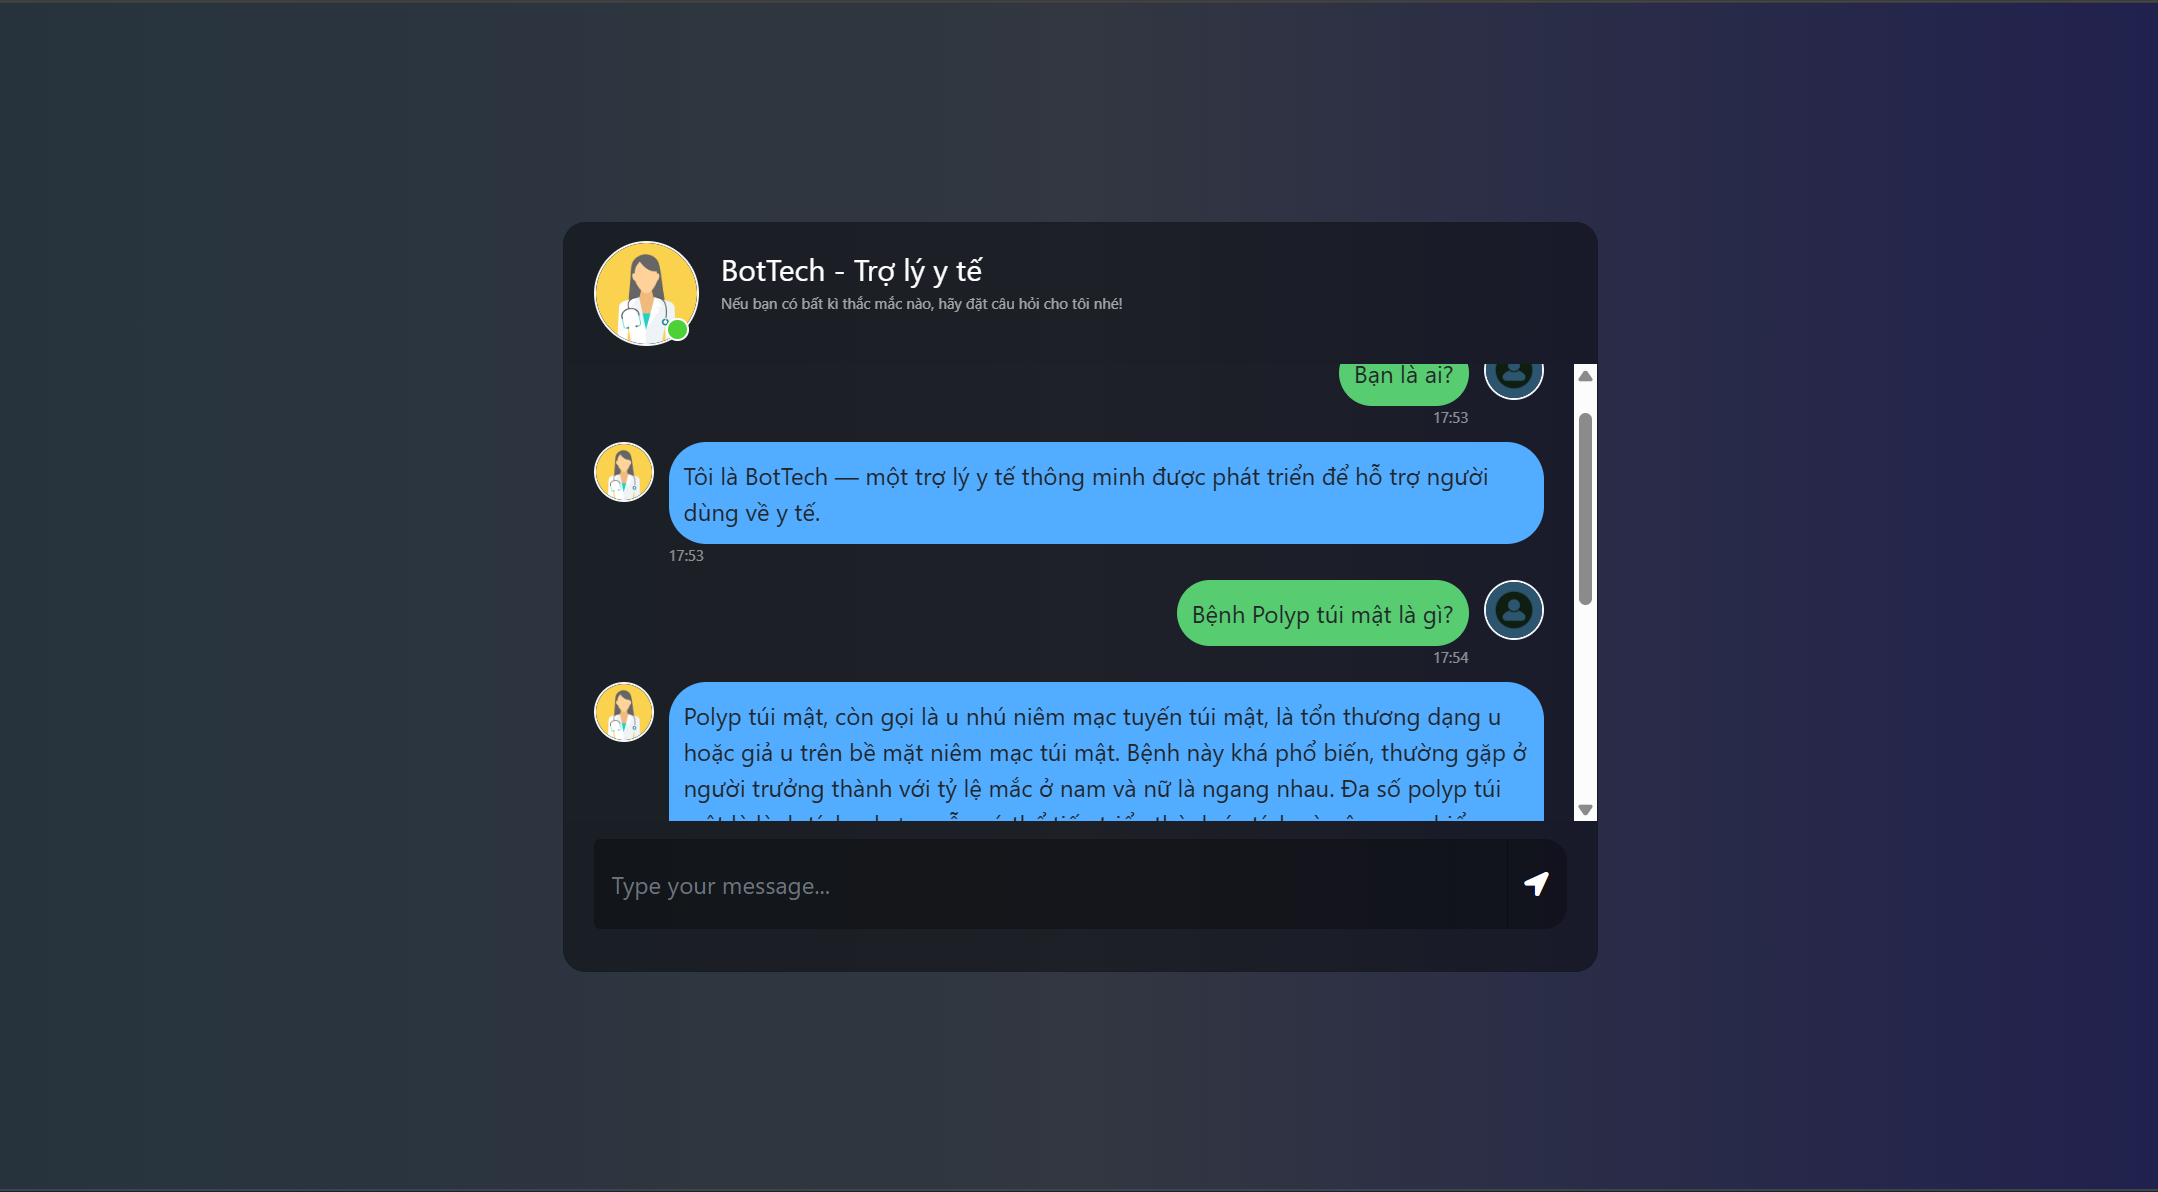 BotTech - Trợ lý y tế
Nếu bạn có bất kì thắc mắc nào, hãy đặt câu hỏi cho tôi nhé!
Bạn là ai?
17:53
Tôi là BotTech — một trợ lý y tế thông minh được phát triển để hỗ trợ người
dùng về y tế.
17:53
Bệnh Polyp túi mật là gì?
17:54
Polyp túi mật, còn gọi là u nhú niêm mạc tuyến túi mật, là tổn thương dạng u
hoặc giả u trên bề mặt niêm mạc túi mật. Bệnh này khá phổ biến, thường gặp ở
người trưởng thành với tỷ lệ mắc ở nam và nữ là ngang nhau. Đa số polyp túi
Type your message...